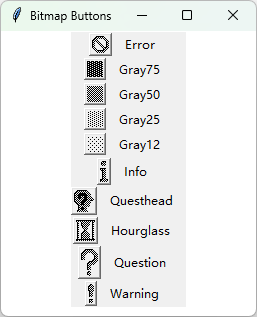 Bitmap Buttons
Error
Gray75
Gray50
Gray25
Gray12
Info
Questhead
Hourglass
Question
Warning